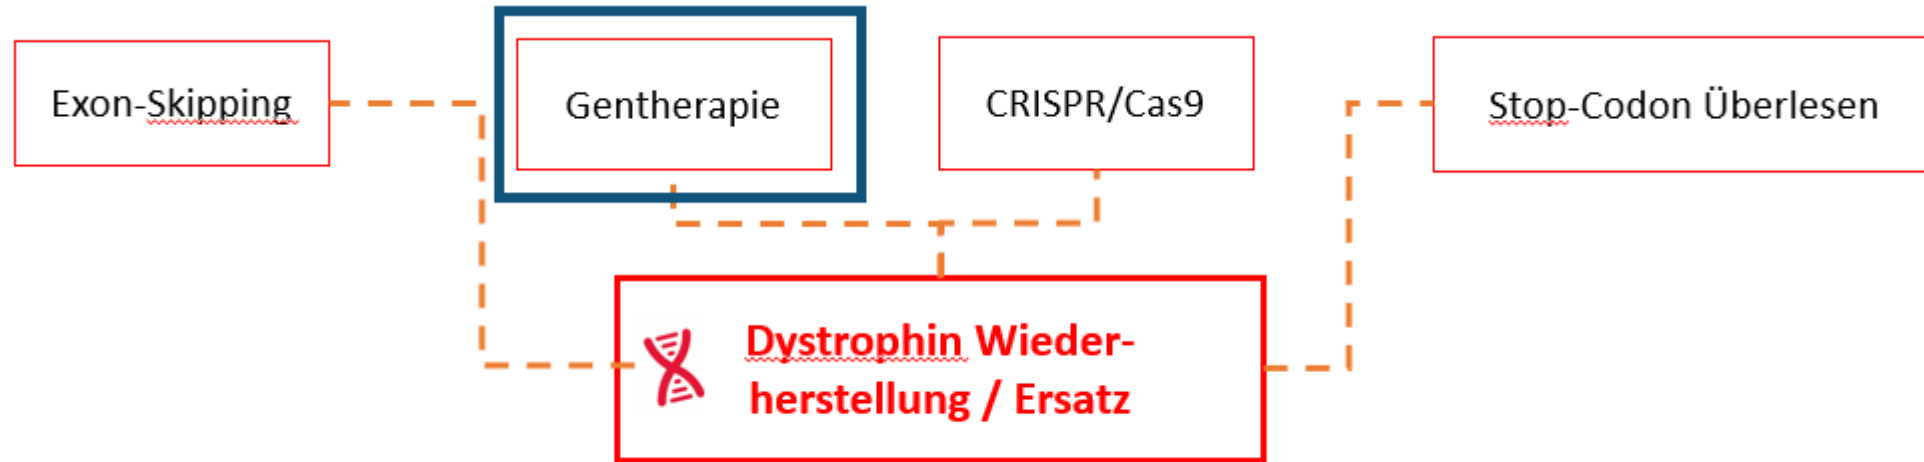 Exon-Skipping
Gentherapie
CRISPR/Cas9
Stop-Codon Überlesen
Dystrophin Wieder-
herstellung / Ersatz